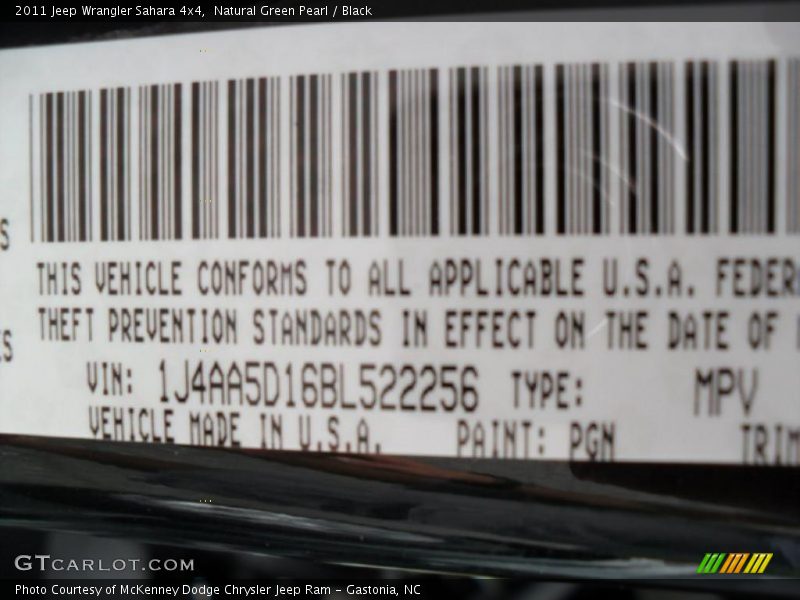 2011 Jeep Wrangler Sahara 4x4, Natural Green Pearl / Black
S
THIS VEHICLE CONFORMS TO ALL APPLICABLE U.S.A. FEDER
THEFT PREVENTION STANDARDS IN EFFECT ON THE DATE OF
ES
VIN: 1J4AA5D16BL522256 TYPE: MPV
VEHICLE MADE IN U.S.A. PAINT: PGN TRIM
GTCARLOT.COM
Photo Courtesy of McKenney Dodge Chrysler Jeep Ram - Gastonia, NC